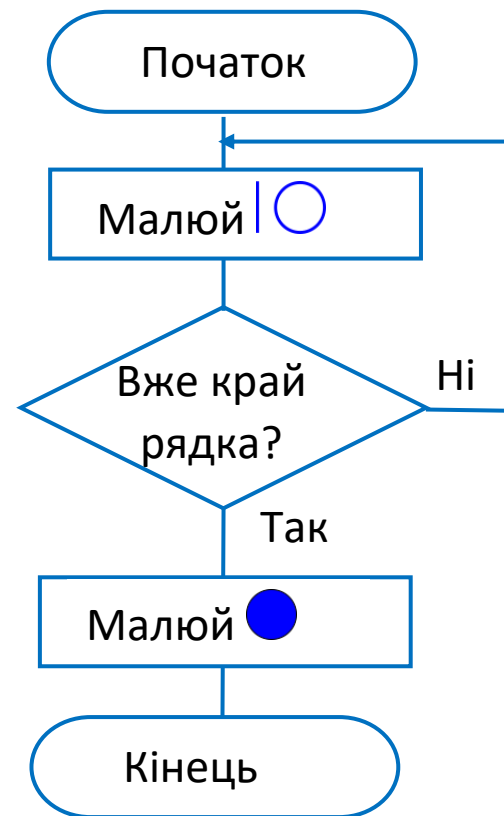 Початок
Малюй
Вже край
рядка?
Ні
Так
Малюй
Кінець